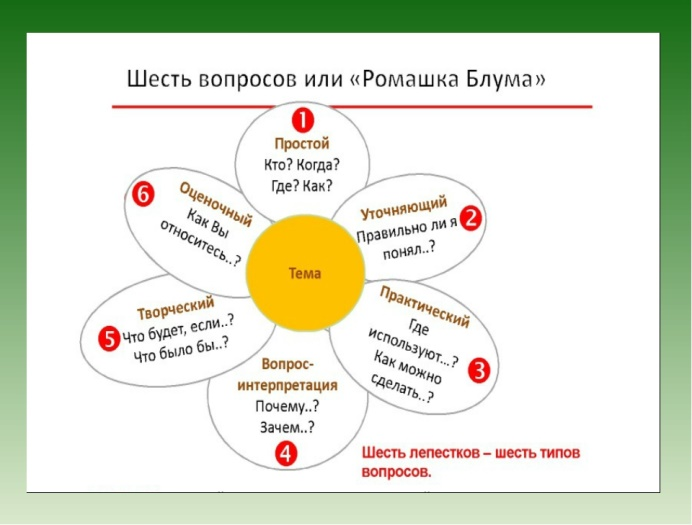 Шесть вопросов или «Ромашка Блума»
1
Простой
Кто? Когда?
Где? Как?
Уточняющий
2
Правильно ли я
понял..?
Практический
Где
используют...?
Как можно
сделать..?
3
Вопрос-
интерпретация
Почему..?
Зачем..?
4
Творческий
Что будет, если..?
Что было бы..?
5
6
Оценочный
Как Вы
относитесь..?
Тема
Шесть лепестков – шесть типов
вопросов.